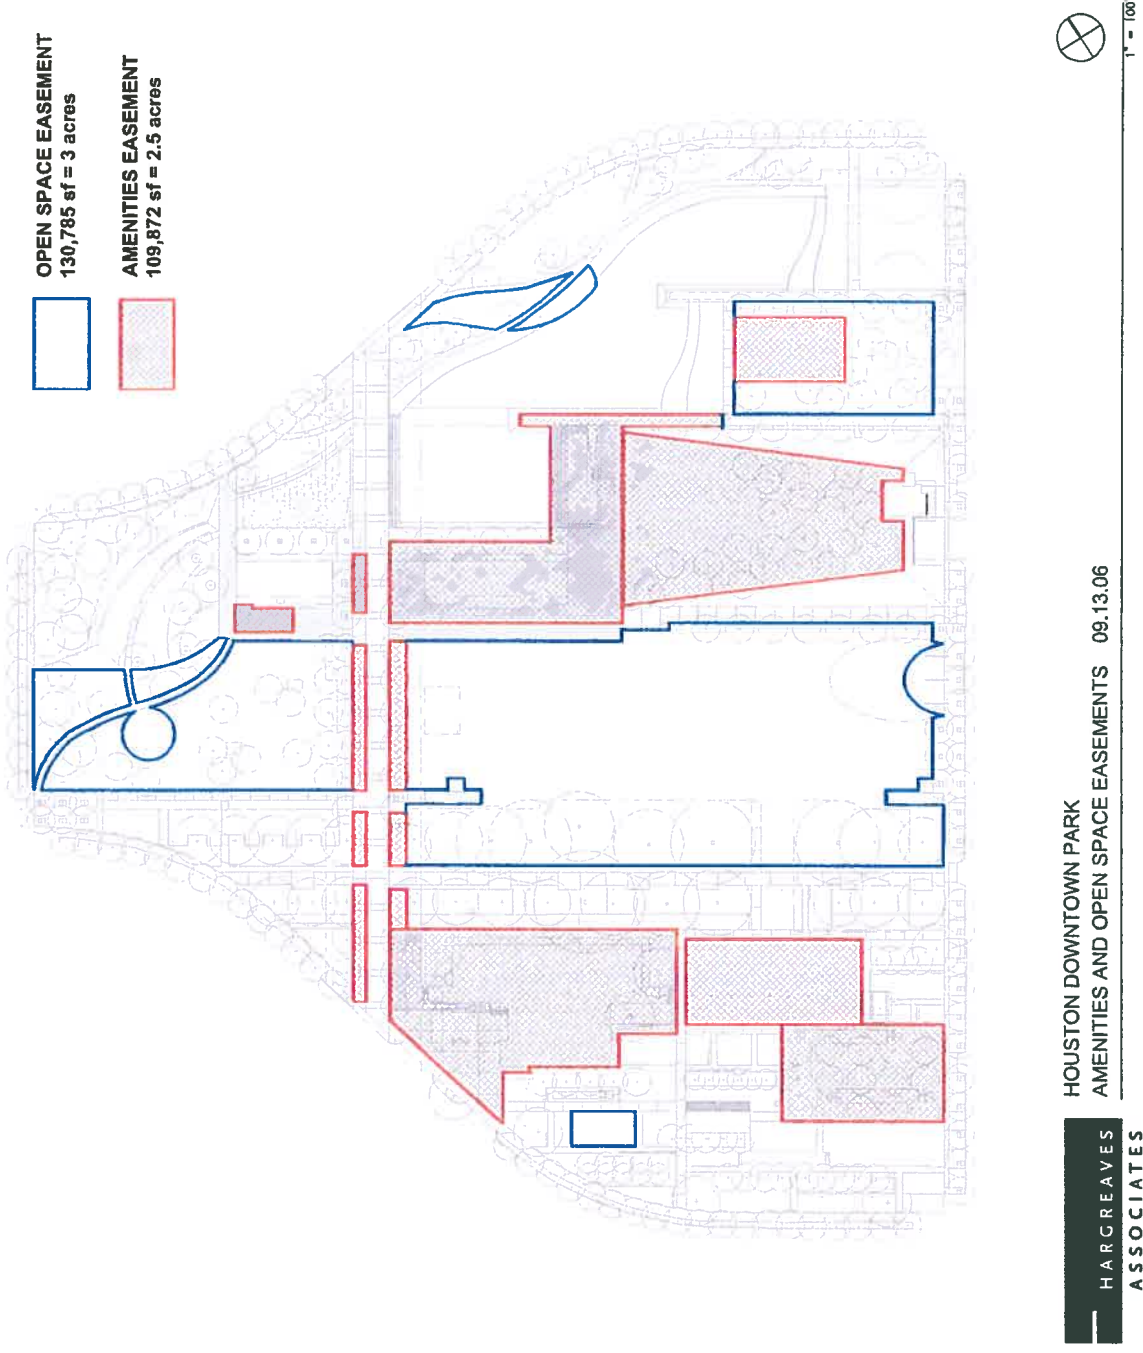 OPEN SPACE EASEMENT
130,785 sf = 3 acres
AMENITIES EASEMENT
109,872 sf = 2.5 acres
HOUSTON DOWNTOWN PARK
AMENITIES AND OPEN SPACE EASEMENTS 09.13.06
HARGREAVES
ASSOCIATES